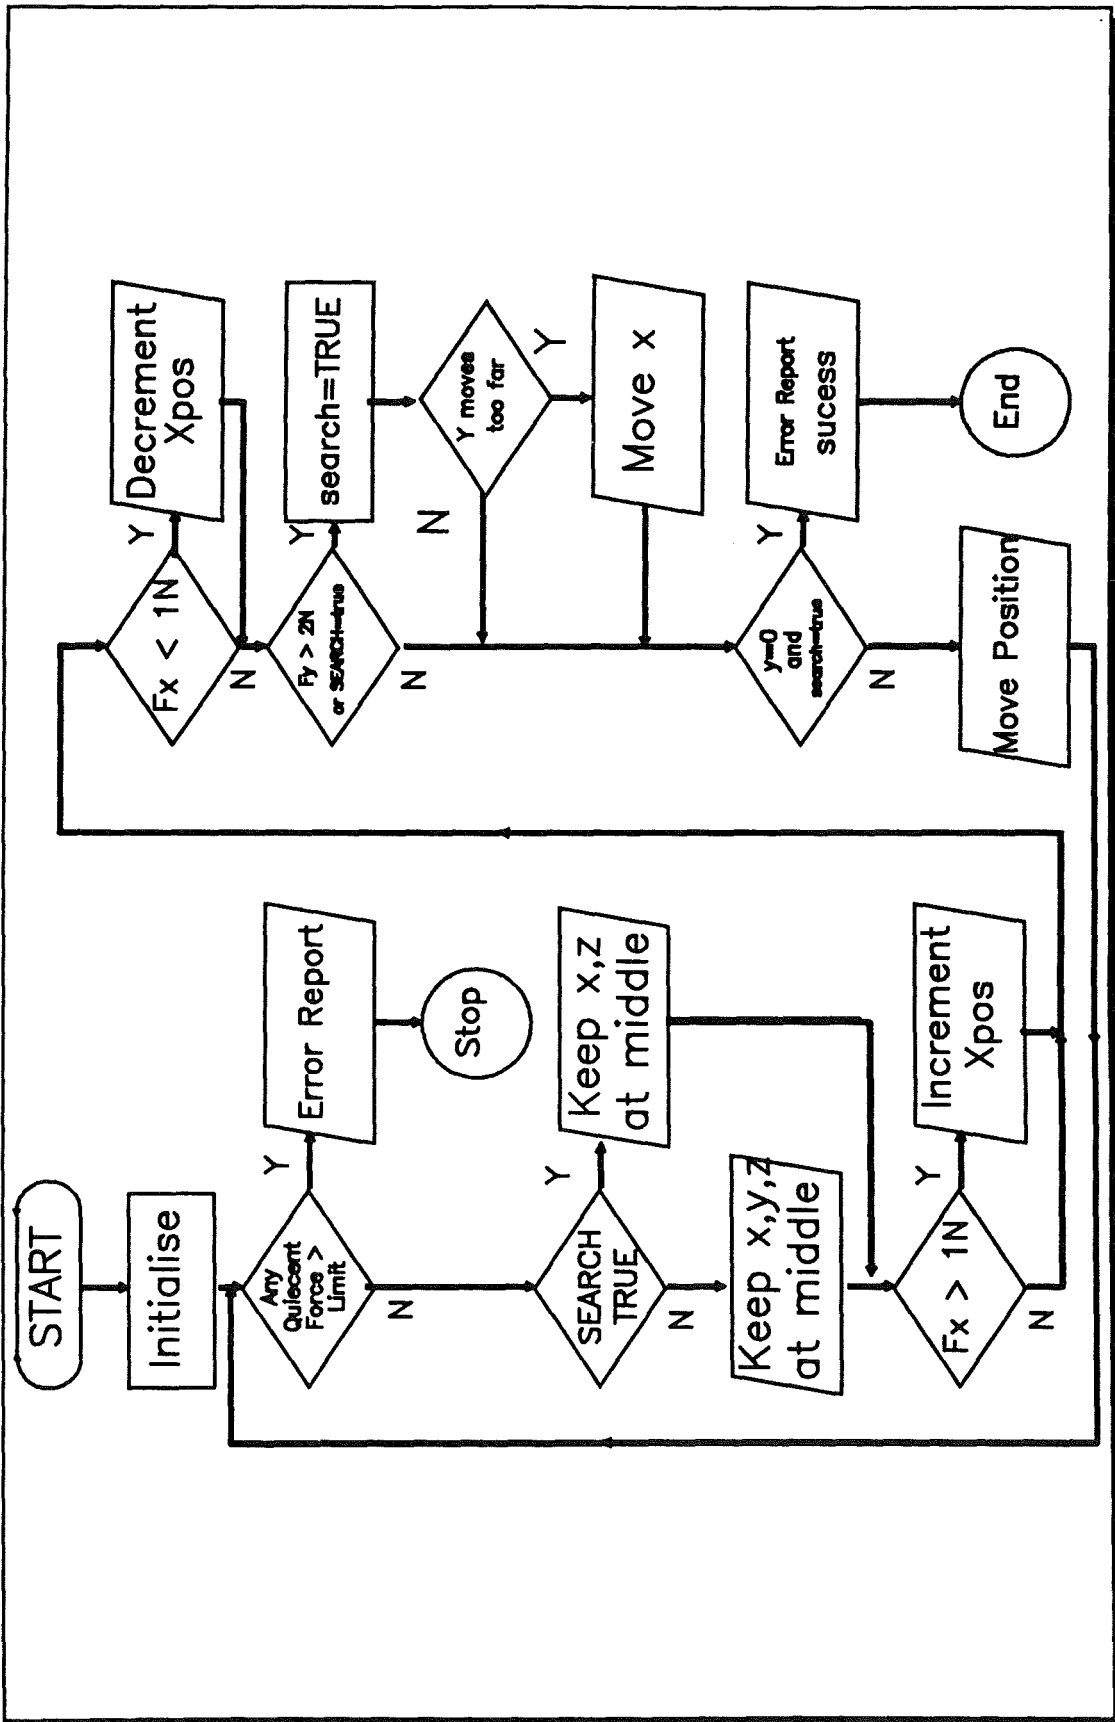 START
Initialise
Any
Quiecent
Force >
Limit
Y
Error Report
Stop
N
SEARCH
TRUE
Y
Keep x,z
at middle
N
Keep x,y,z
at middle
Fx > 1N
Y
Increment
Xpos
N
Fx < 1N
Y
Decrement
Xpos
N
Fy > 2N
or SEARCH=true
Y
search=TRUE
N
Y moves
too far
N
Y
Move x
y=0
and
search=true
Y
Error Report
sucess
End
N
Move Position